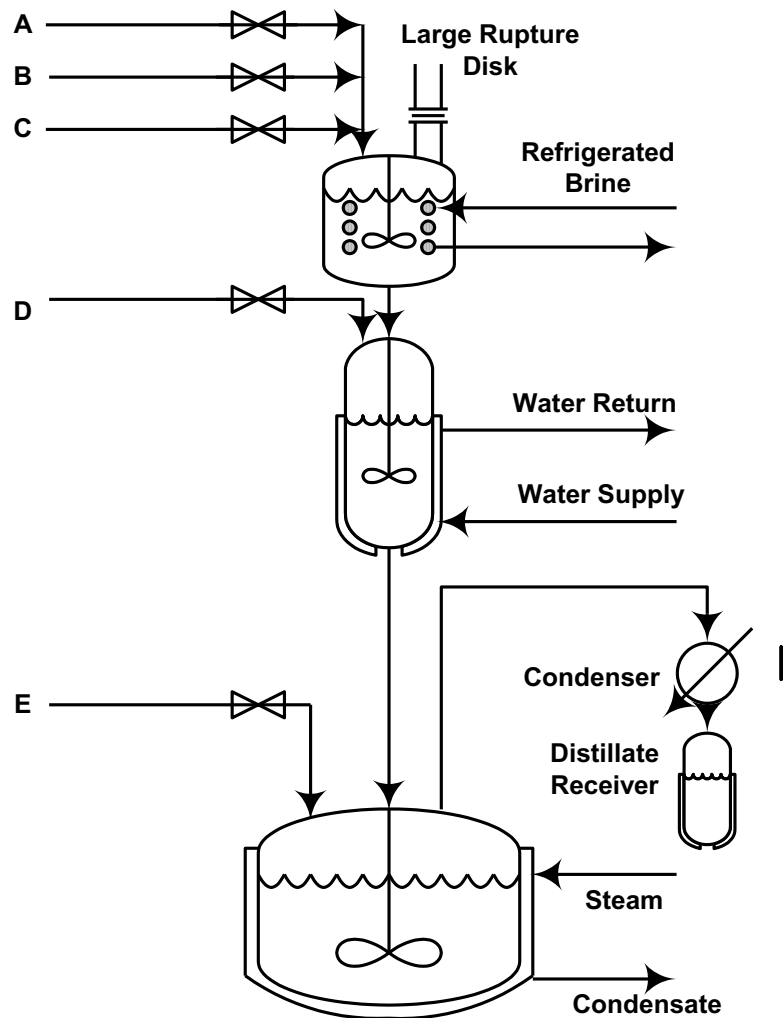 A
B
C
Large Rupture
Disk
Refrigerated
Brine
D
Water Return
Water Supply
E
Condenser
Distillate
Receiver
Steam
Condensate